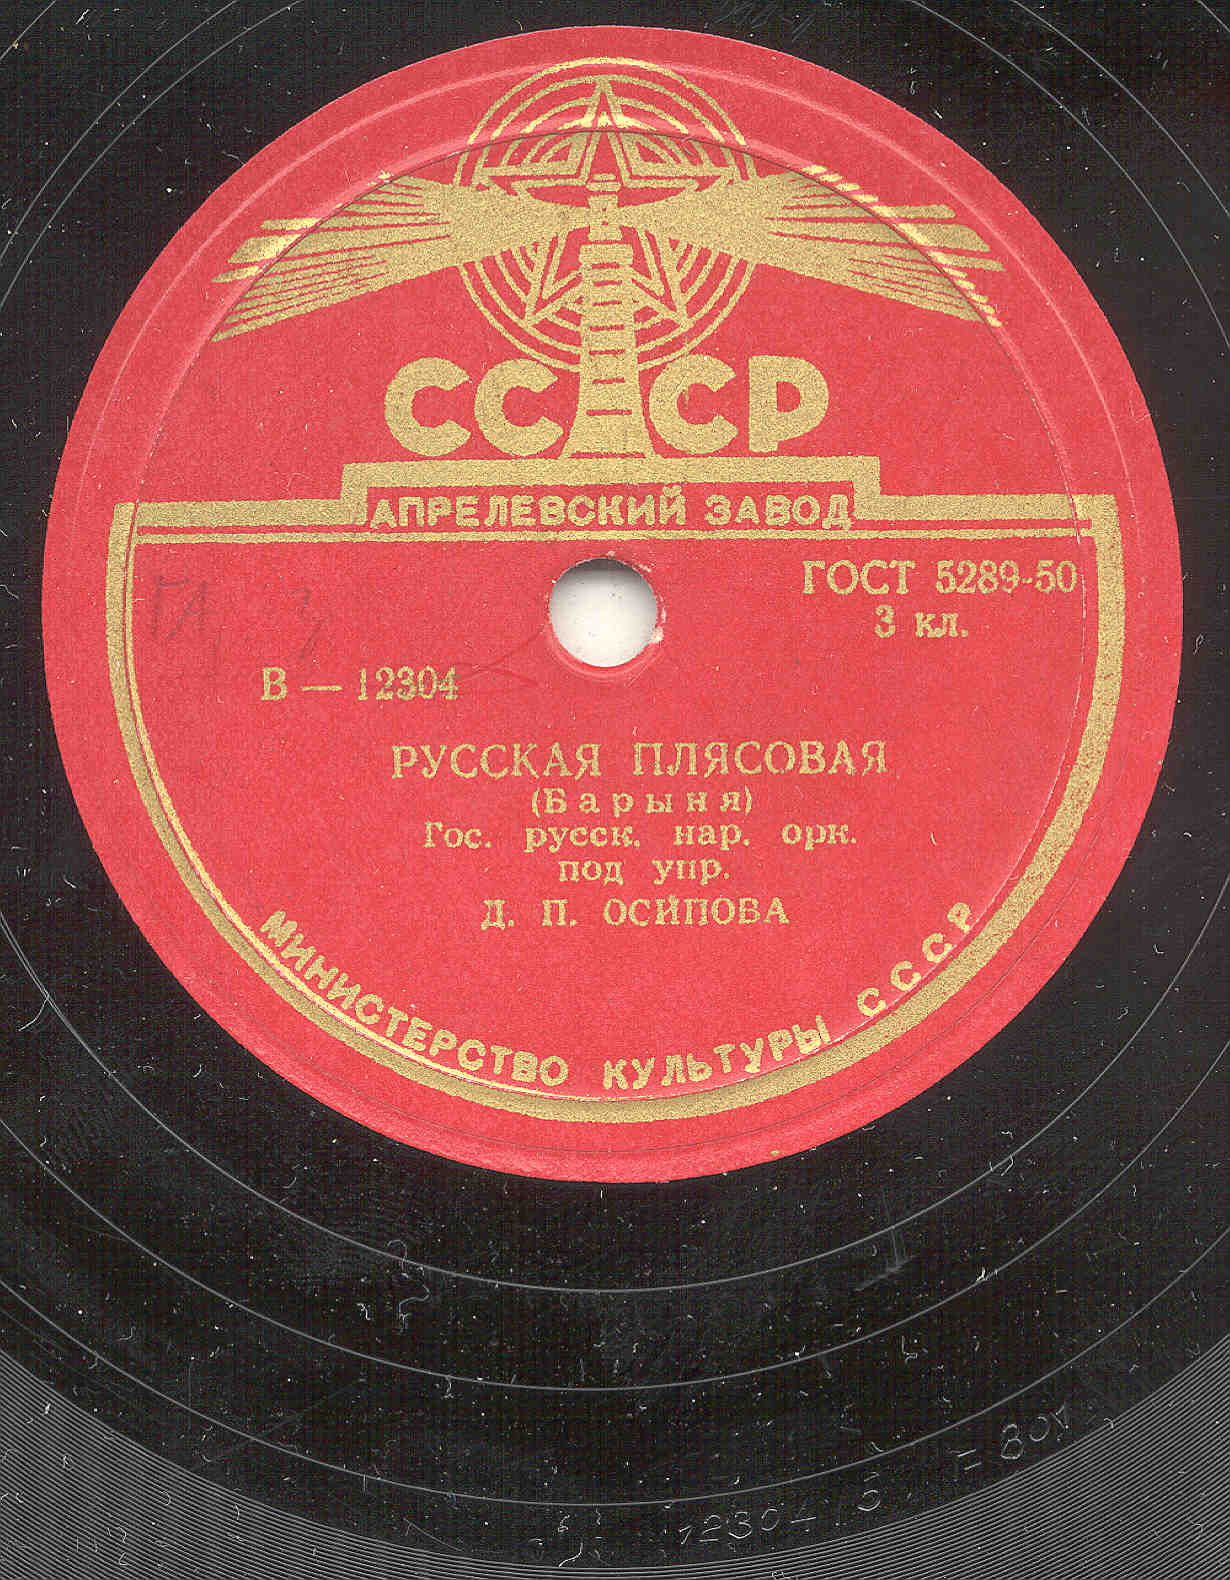 СССР
АПРЕЛЕВСКИЙ ЗАВОД
ГОСТ 5289-50
3 кл.
В — 12304
РУССКАЯ ПЛЯСОВАЯ
(Барыня)
Гос. русск. нар. орк.
под упр.
Д. П. ОСИПОВА
МИНИСТЕРСТВО КУЛЬТУРЫ СССР
12304